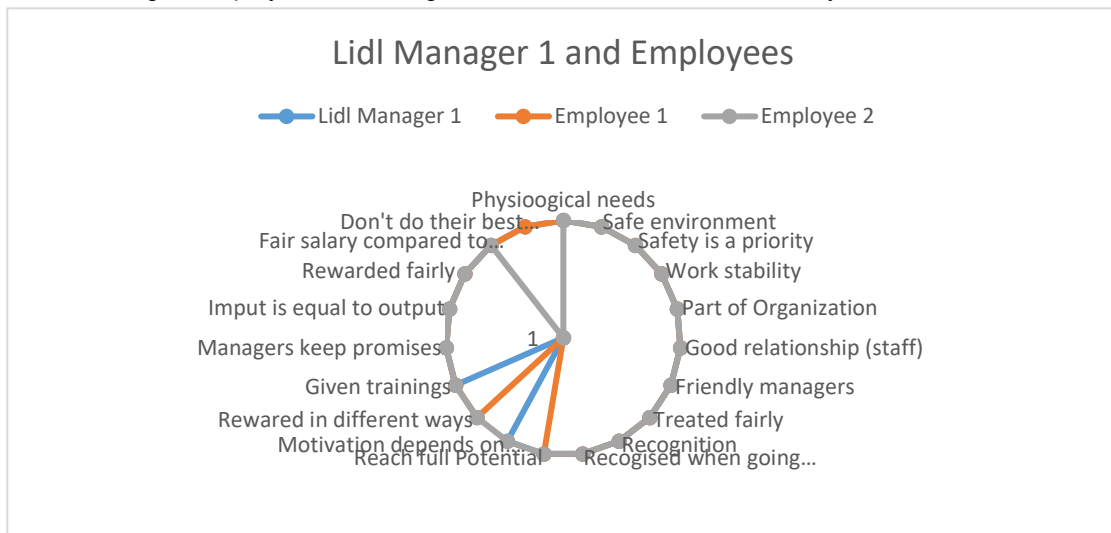 Lidl Manager 1 and Employees
Lidl Manager 1
Employee 1
Employee 2
Physioogical needs
Don't do their best...
Safe environment
Fair salary compared to...
Safety is a priority
Rewarded fairly
Work stability
Imput is equal to output
Part of Organization
1
Managers keep promises
Good relationship (staff)
Given trainings
Friendly managers
Rewared in different ways
Treated fairly
Motivation depends on...
Recognition
Reach full Potential
Recogised when going...